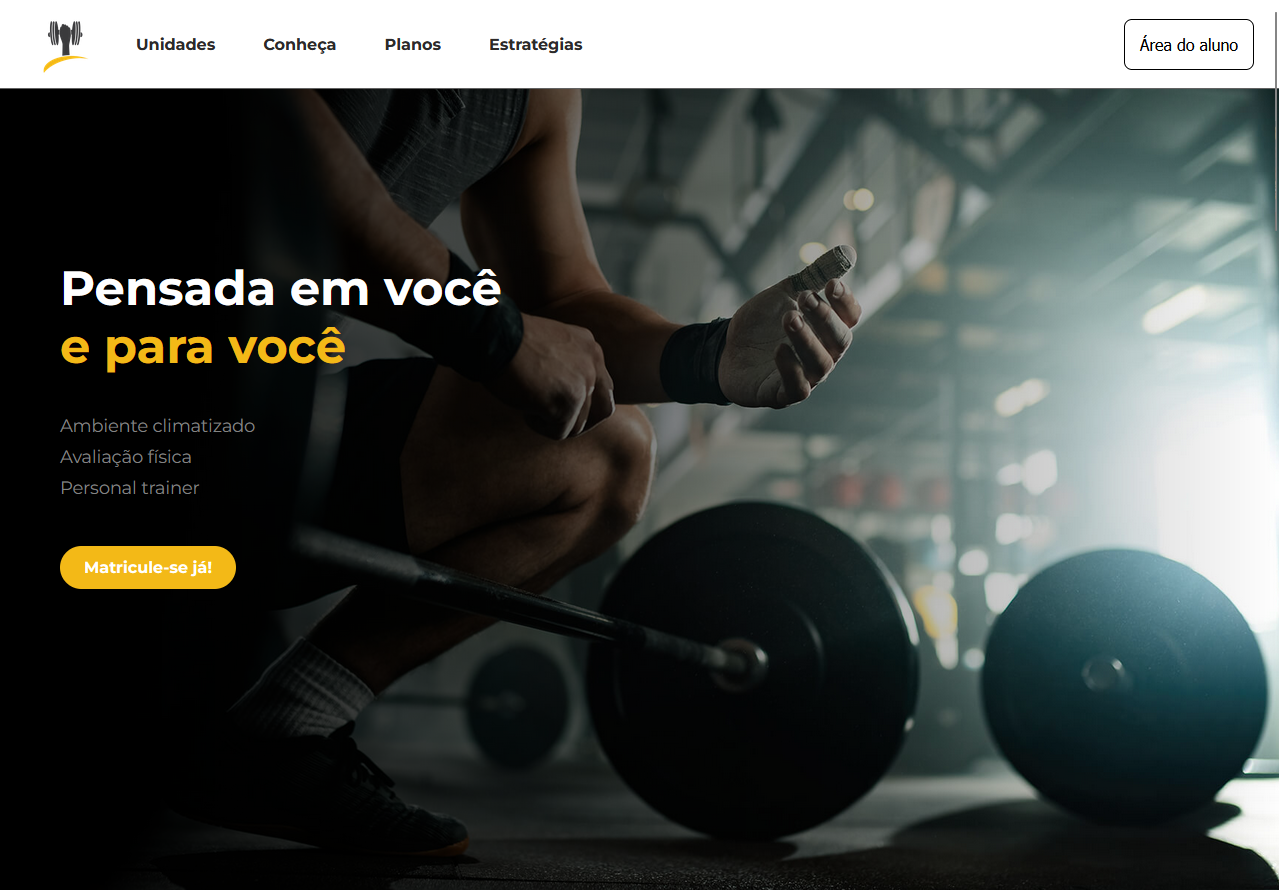 Unidades Conheça Planos Estratégias Área do aluno
Pensada em você
e para você
Ambiente climatizado
Avaliação física
Personal trainer
Matricule-se já!